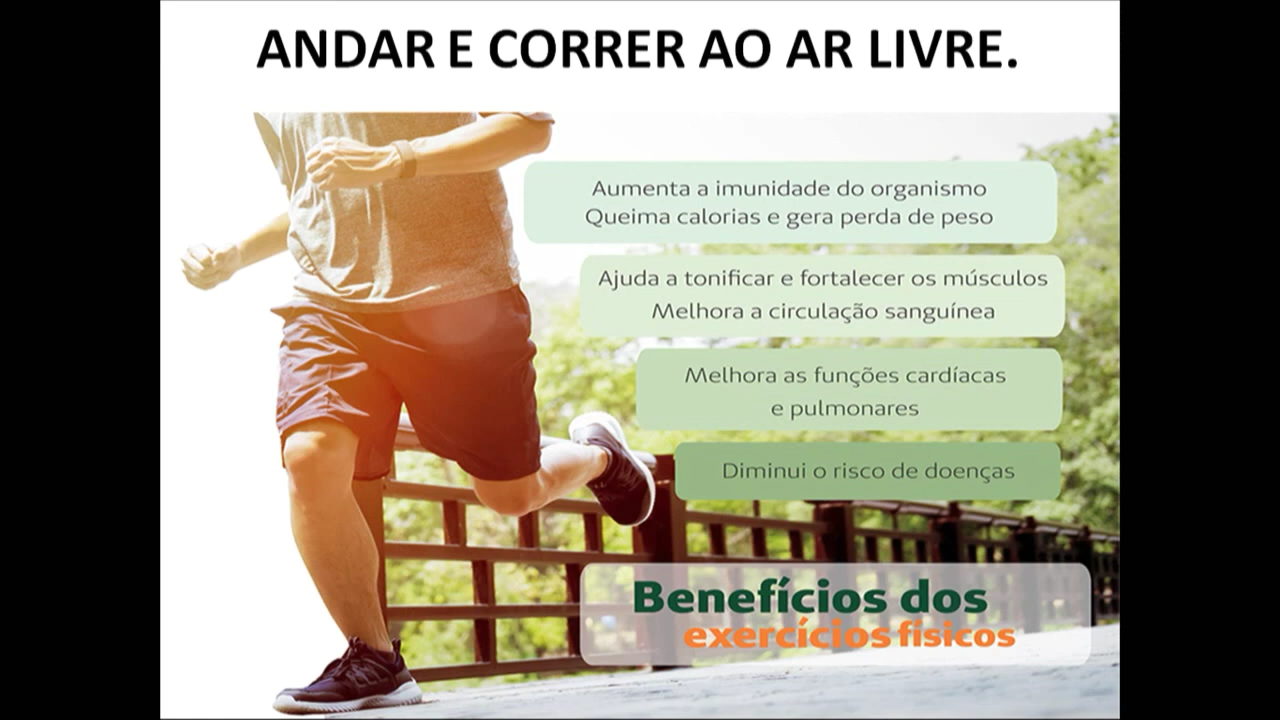 ANDAR E CORRER AO AR LIVRE.
Aumenta a imunidade do organismo
Queima calorias e gera perda de peso
Ajuda a tonificar e fortalecer os músculos
Melhora a circulação sanguínea
Melhora as funções cardíacas
e pulmonares
Diminui o risco de doenças
Benefícios dos
exercícios físicos